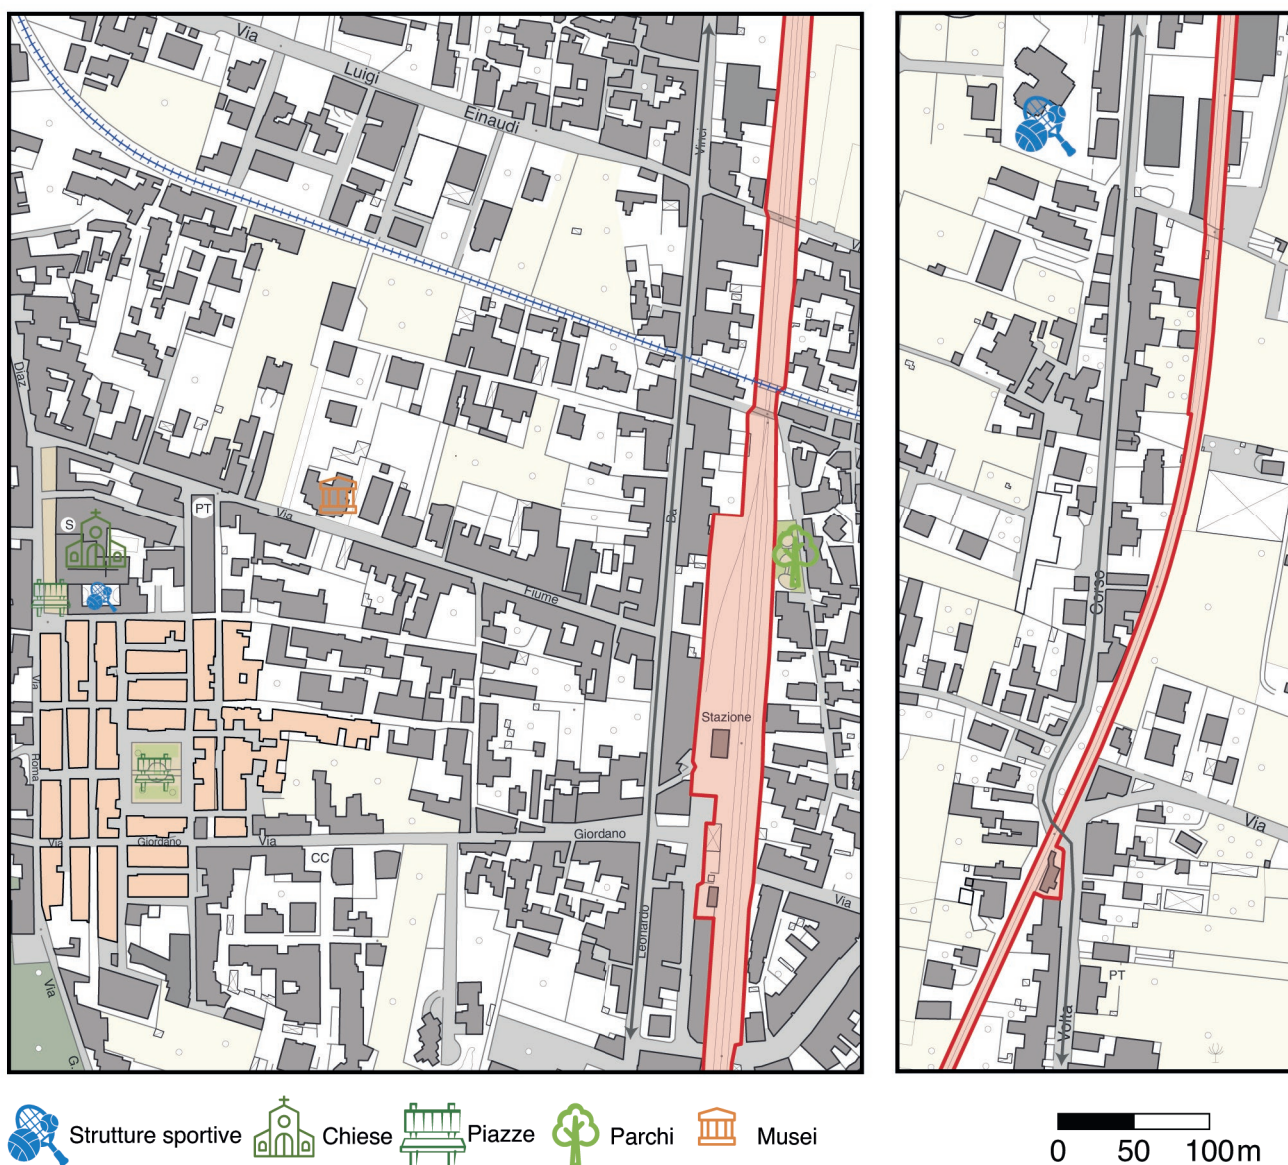 Via
Luigi
Einaudi
Vinci
Diaz
S
PT
Via
Fiume
Da
Stazione
Via
Roma
Via
Giordano
Via
Giordano
CC
Leonardo
Via
Via
G.
Corso
Via
PT
Volta
Strutture sportive
Chiese
Piazze
Parchi
Musei
0 50 100m